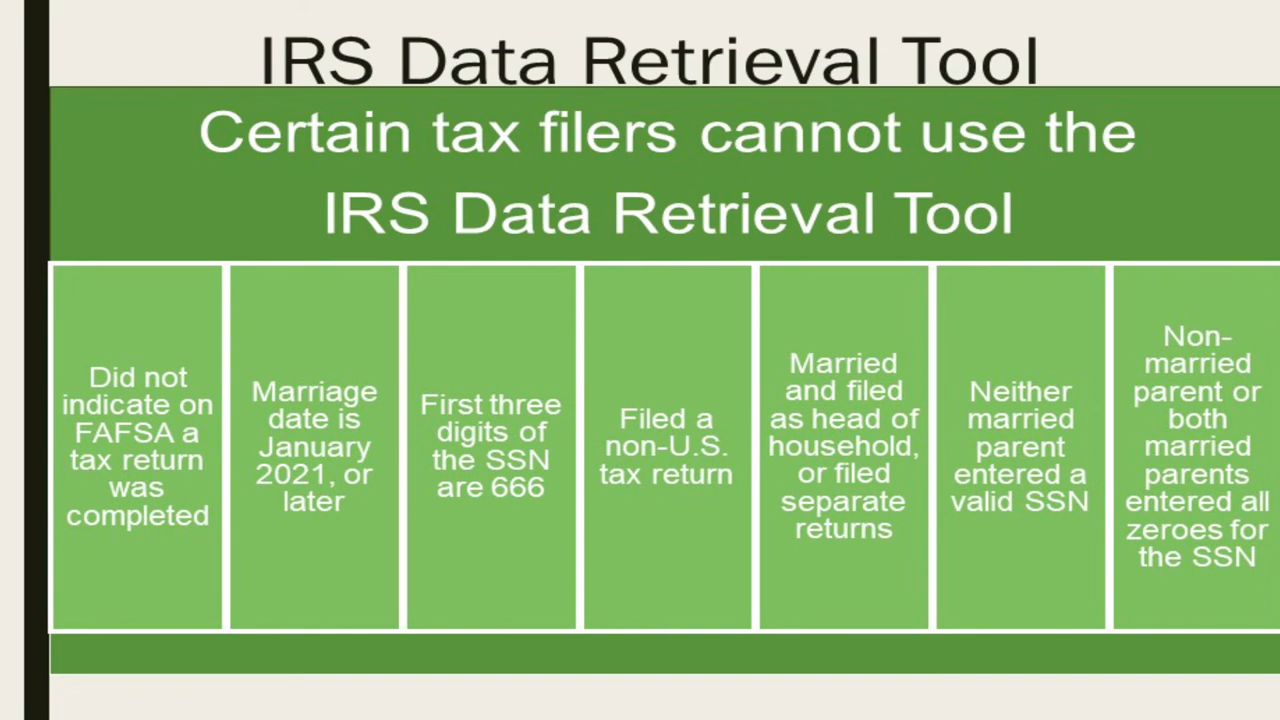 IRS Data Retrieval Tool
Certain tax filers cannot use the
IRS Data Retrieval Tool
Did not
indicate on
FAFSA a
tax return
was
completed
Marriage
date is
January
2021, or
later
First three
digits of
the SSN
are 666
Filed a
non-U.S.
tax return
Married
and filed
as head of
household,
or filed
separate
returns
Neither
married
parent
entered a
valid SSN
Non-
married
parent or
both
married
parents
entered all
zeroes for
the SSN